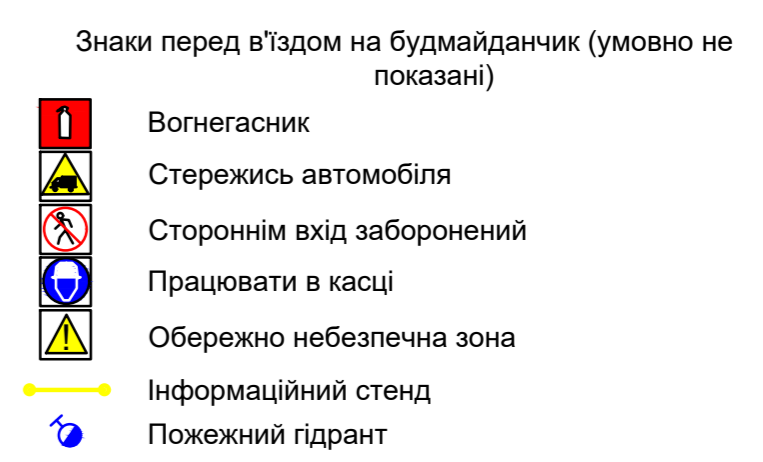 Знаки перед в'їздом на будмайданчик (умовно не
показані)
Вогнегасник
Стережись автомобіля
Стороннім вхід заборонений
Працювати в касці
Обережно небезпечна зона
Інформаційний стенд
Пожежний гідрант